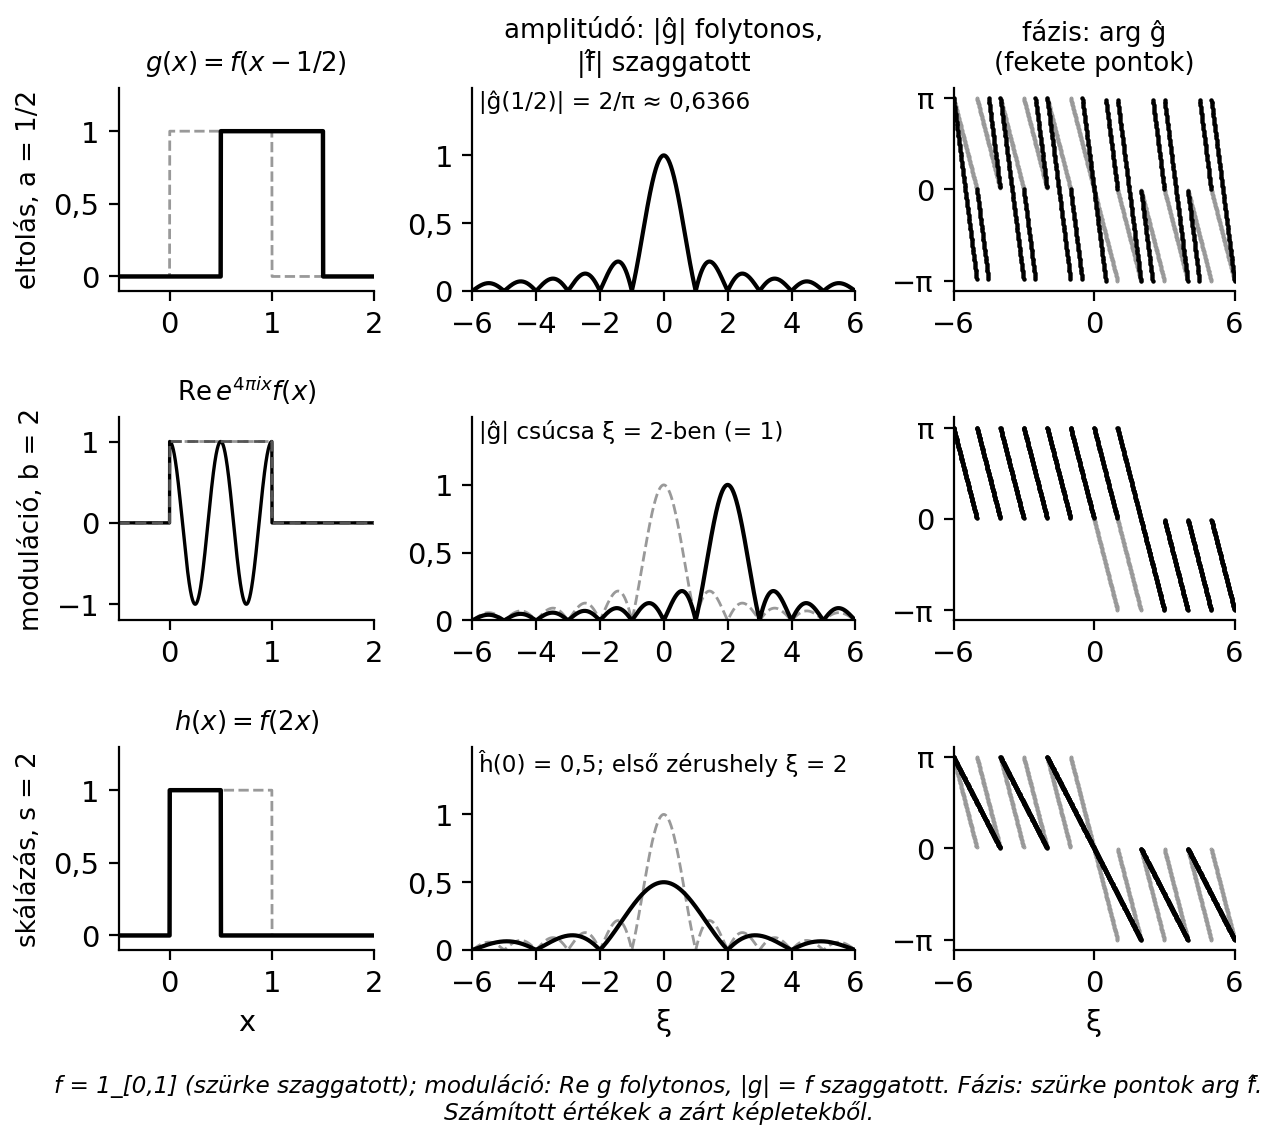 g(x) = f(x − 1/2)
amplitúdó: |ĝ| folytonos,
|f̂| szaggatott
fázis: arg ĝ
(fekete pontok)
eltolás, a = 1/2
1
0,5
0
0 1 2
|ĝ(1/2)| = 2/π ≈ 0,6366
1
0,5
0
−6 −4 −2 0 2 4 6
π
0
−π
−6 0 6
Re e^{4πix} f(x)
moduláció, b = 2
1
0
−1
0 1 2
|ĝ| csúcsa ξ = 2-ben (= 1)
1
0,5
0
−6 −4 −2 0 2 4 6
π
0
−π
−6 0 6
h(x) = f(2x)
skálázás, s = 2
1
0,5
0
0 1 2
x
ĥ(0) = 0,5; első zérushely ξ = 2
1
0,5
0
−6 −4 −2 0 2 4 6
ξ
π
0
−π
−6 0 6
ξ
f = 1_[0,1] (szürke szaggatott); moduláció: Re g folytonos, |g| = f szaggatott. Fázis: szürke pontok arg f̂.
Számított értékek a zárt képletekből.